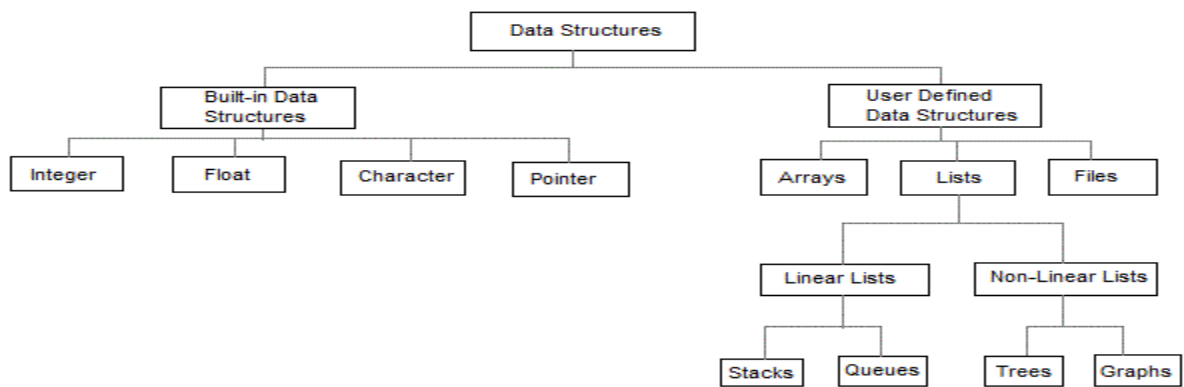 Data Structures
Built-in Data
Structures
User Defined
Data Structures
Integer
Float
Character
Pointer
Arrays
Lists
Files
Linear Lists
Non-Linear Lists
Stacks
Queues
Trees
Graphs